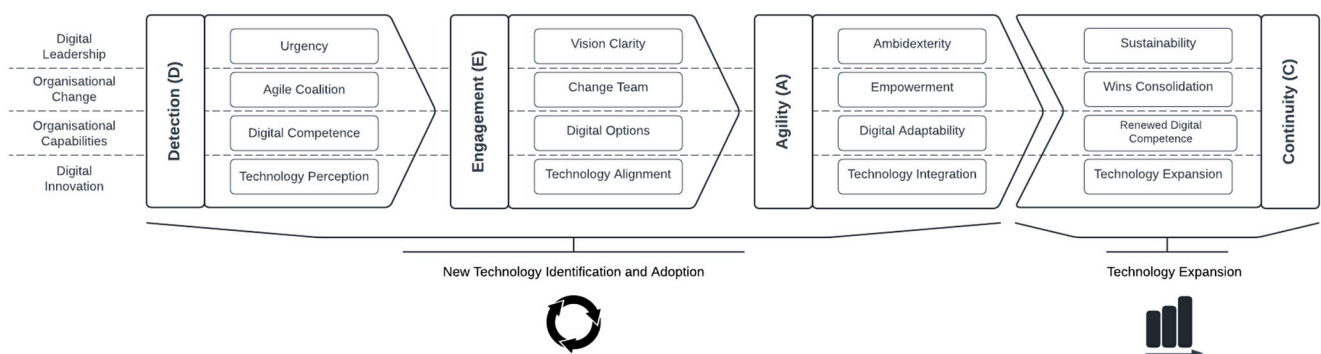 Digital
Leadership
Organisational
Change
Organisational
Capabilities
Digital
Innovation
Detection (D)
Urgency
Agile Coalition
Digital Competence
Technology Perception
Engagement (E)
Vision Clarity
Change Team
Digital Options
Technology Alignment
Agility (A)
Ambidexterity
Empowerment
Digital Adaptability
Technology Integration
Sustainability
Wins Consolidation
Renewed Digital
Competence
Technology Expansion
Continuity (C)
New Technology Identification and Adoption
Technology Expansion